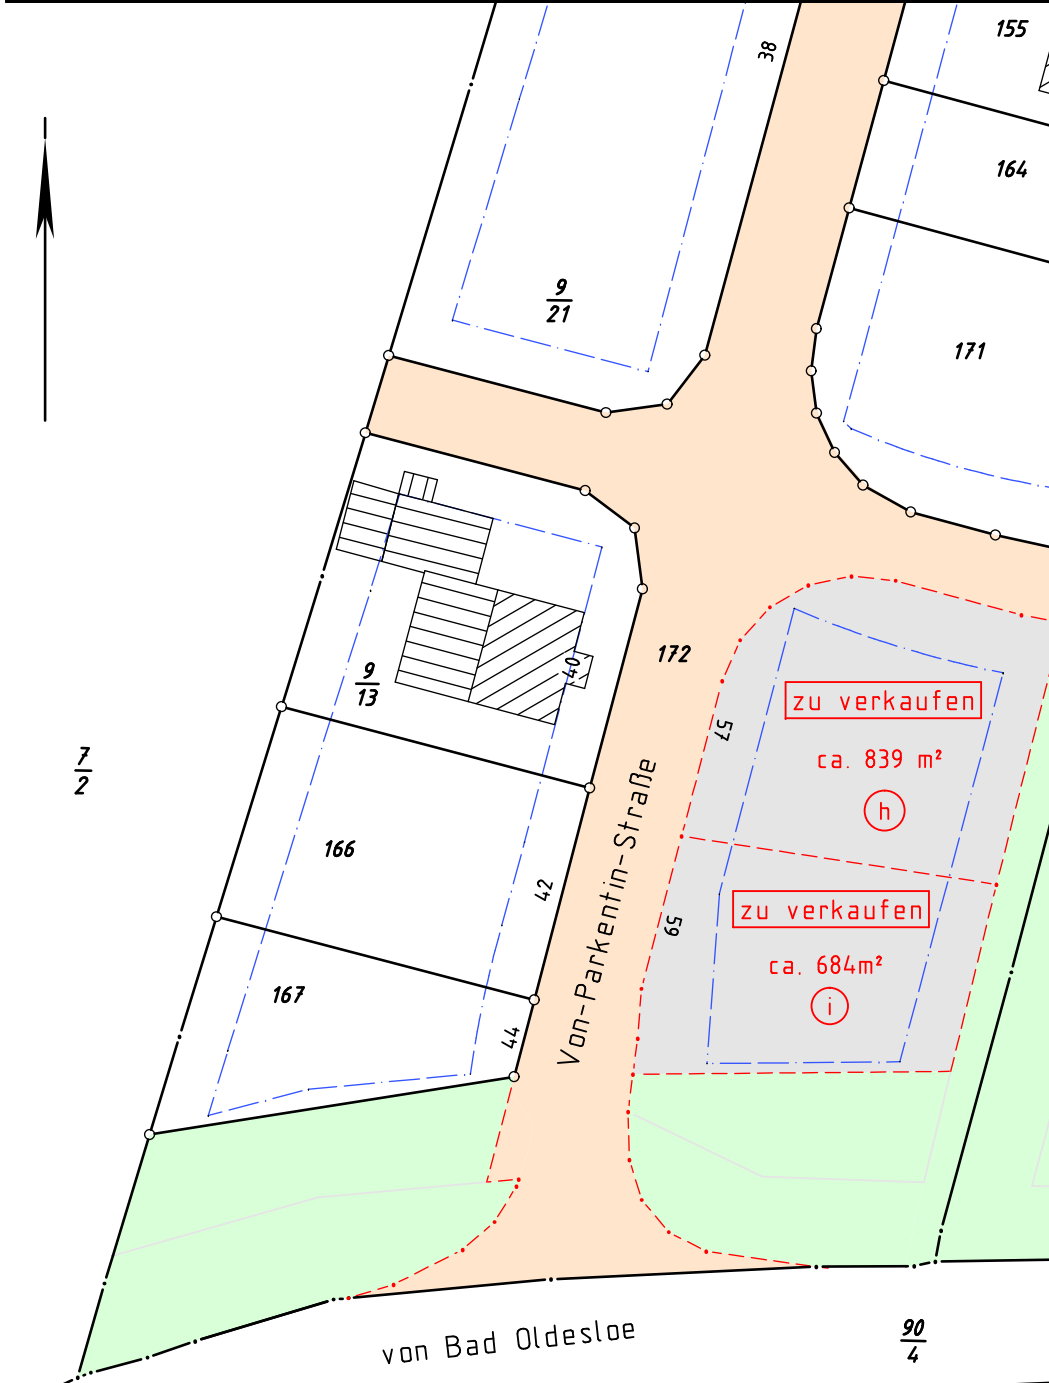 155
38
164
9
21
171
40
172
9
13
zu verkaufen
57
7
2
ca. 839 m²
h
166
42
Von-Parkentin-Straße
zu verkaufen
59
ca. 684m²
167
i
44
von Bad Oldesloe
90
4